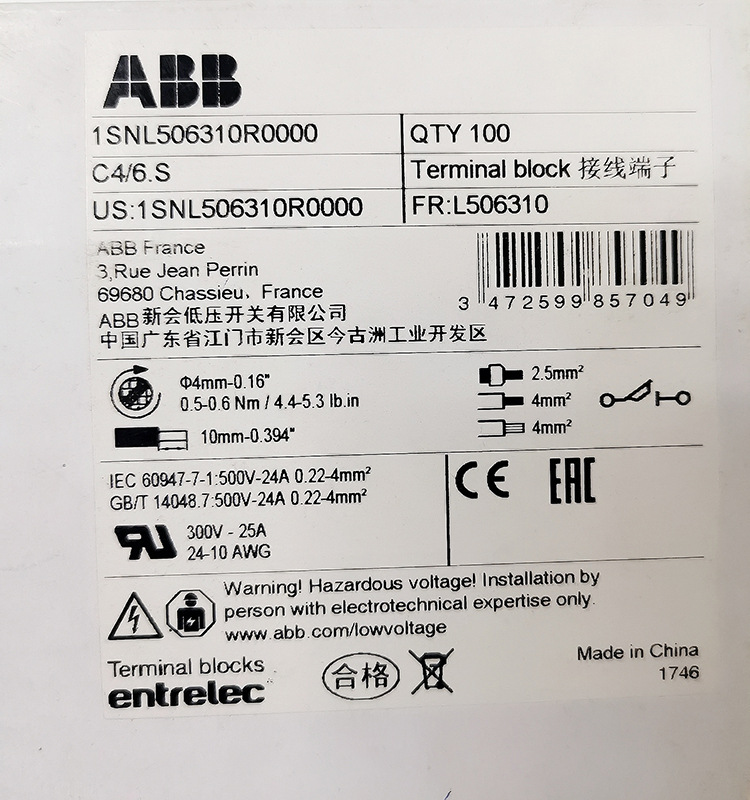 ABB
1SNL506310R0000
QTY 100
C4/6.S
Terminal block 接线端子
US:1SNL506310R0000
FR:L506310
ABB France
3,Rue Jean Perrin
69680 Chassieu, France
ABB新会低压开关有限公司
中国广东省江门市新会区今古洲工业开发区
3 472599 857049
Φ4mm-0.16"
0.5-0.6 Nm / 4.4-5.3 lb.in
10mm-0.394"
2.5mm²
4mm²
4mm²
IEC 60947-7-1:500V-24A 0.22-4mm²
GB/T 14048.7:500V-24A 0.22-4mm²
CE EAC
RU
300V - 25A
24-10 AWG
Warning! Hazardous voltage! Installation by
person with electrotechnical expertise only.
www.abb.com/lowvoltage
Terminal blocks
entrelec
合格
Made in China
1746